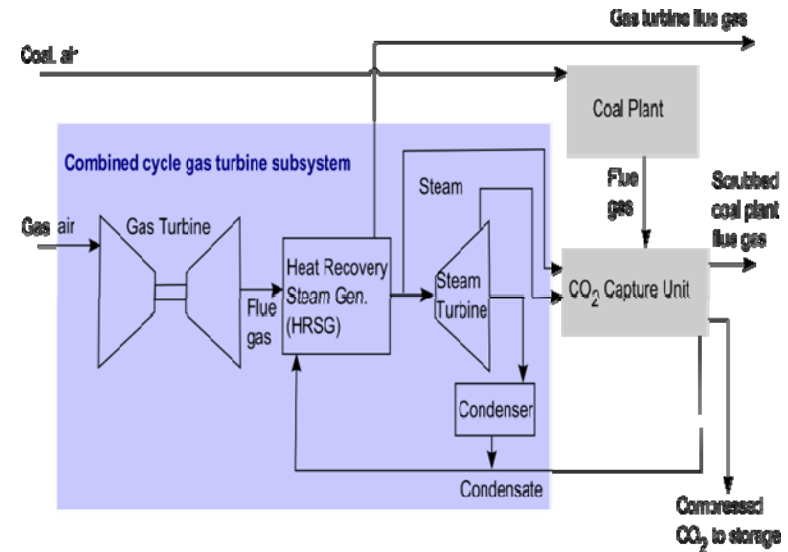 Gas turbine flue gas
Coal, air
Coal Plant
Combined cycle gas turbine subsystem
Flue
gas
Scrubbed
coal plant
flue gas
Steam
Gas air
Gas Turbine
Heat Recovery
Steam Gen.
(HRSG)
Steam
Turbine
CO2 Capture Unit
Flue
gas
Condenser
Condensate
Compressed
CO2 to storage